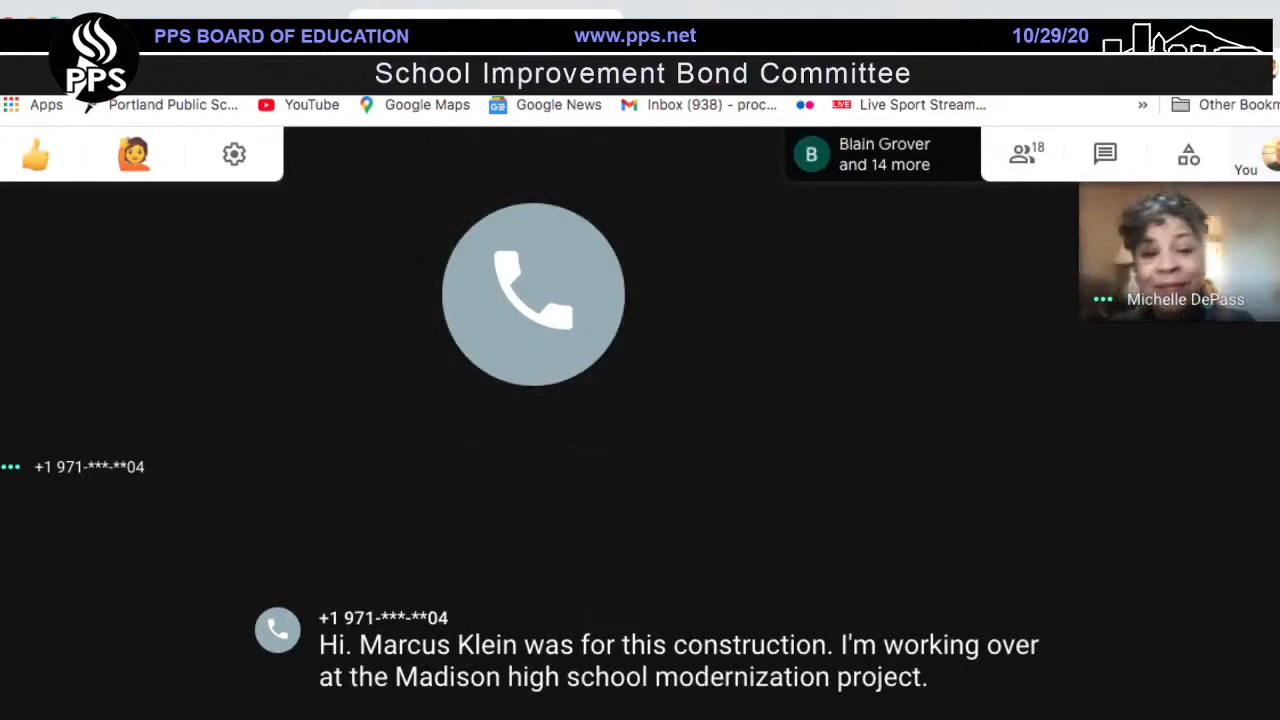 PPS BOARD OF EDUCATION www.pps.net 10/29/20
PPS
School Improvement Bond Committee
Apps Portland Public Sc... YouTube Google Maps Google News Inbox (938) - proc... LIVE Live Sport Stream... » Other Bookm
B Blain Grover
and 14 more
18
You
Michelle DePass
+1 971-***-**04
+1 971-***-**04
Hi. Marcus Klein was for this construction. I'm working over
at the Madison high school modernization project.